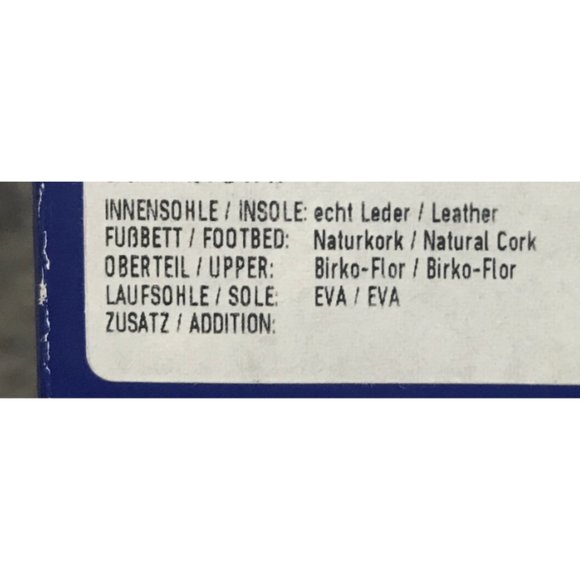 INNENSOHLE / INSOLE: echt Leder / Leather
FUßBETT / FOOTBED: Naturkork / Natural Cork
OBERTEIL / UPPER: Birko-Flor / Birko-Flor
LAUFSOHLE / SOLE: EVA / EVA
ZUSATZ / ADDITION: